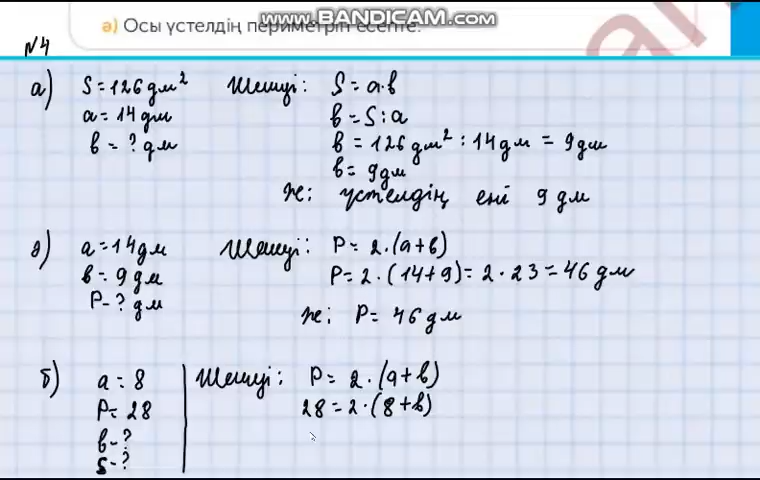 www.BANDICAM.com
ә) Осы үстелдің периметрін есепте.
№4
а) S = 126 дм² Шешуі: S = a·b
a = 14 дм b = S : a
b = ? дм b = 126 дм² : 14 дм = 9 дм
b = 9 дм
Ж: үстелдің ені 9 дм
ә) a = 14 дм Шешуі: P = 2·(a+b)
b = 9 дм P = 2·(14+9) = 2·23 = 46 дм
P - ? дм
Ж: P = 46 дм
б) a = 8 Шешуі: P = 2·(a+b)
P = 28 28 = 2·(8+b)
b - ?
S - ?